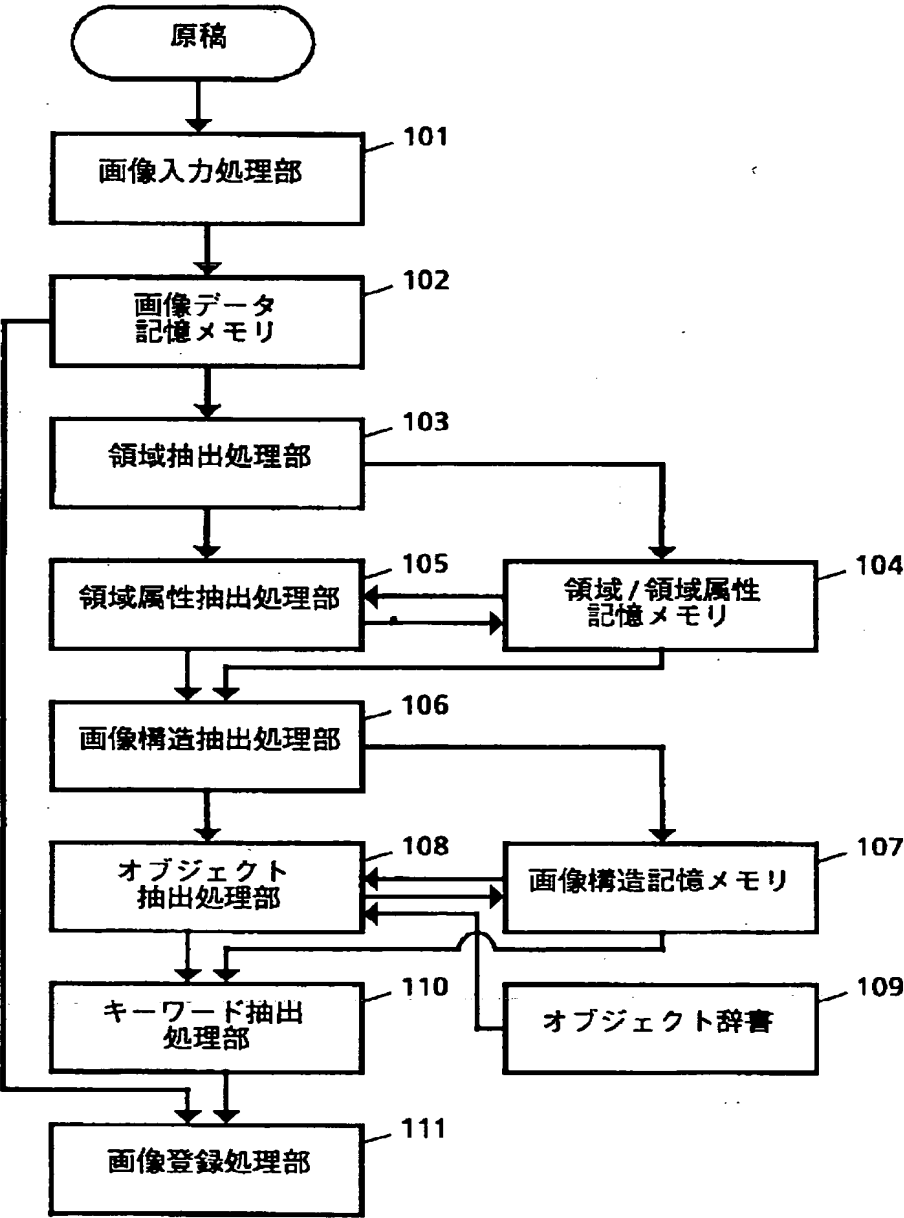 原稿
101
画像入力処理部
102
画像データ
記憶メモリ
103
領域抽出処理部
105
領域属性抽出処理部
104
領域/領域属性
記憶メモリ
106
画像構造抽出処理部
108
オブジェクト
抽出処理部
107
画像構造記憶メモリ
110
キーワード抽出
処理部
109
オブジェクト辞書
111
画像登録処理部